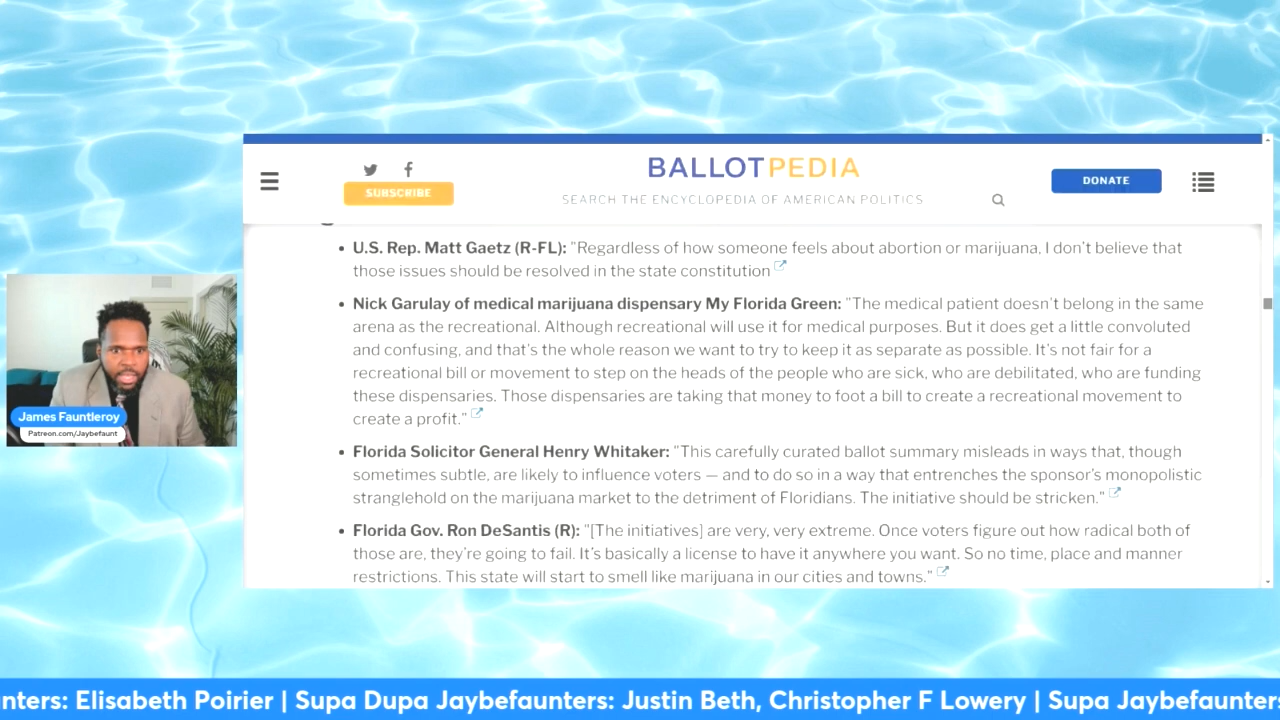 BALLOTPEDIA
SUBSCRIBE
SEARCH THE ENCYCLOPEDIA OF AMERICAN POLITICS
DONATE
• U.S. Rep. Matt Gaetz (R-FL): "Regardless of how someone feels about abortion or marijuana, I don't believe that
those issues should be resolved in the state constitution
• Nick Garulay of medical marijuana dispensary My Florida Green: "The medical patient doesn't belong in the same
arena as the recreational. Although recreational will use it for medical purposes. But it does get a little convoluted
and confusing, and that's the whole reason we want to try to keep it as separate as possible. It's not fair for a
recreational bill or movement to step on the heads of the people who are sick, who are debilitated, who are funding
these dispensaries. Those dispensaries are taking that money to foot a bill to create a recreational movement to
create a profit."
• Florida Solicitor General Henry Whitaker: "This carefully curated ballot summary misleads in ways that, though
sometimes subtle, are likely to influence voters — and to do so in a way that entrenches the sponsor's monopolistic
stranglehold on the marijuana market to the detriment of Floridians. The initiative should be stricken."
• Florida Gov. Ron DeSantis (R): "[The initiatives] are very, very extreme. Once voters figure out how radical both of
those are, they're going to fail. It's basically a license to have it anywhere you want. So no time, place and manner
restrictions. This state will start to smell like marijuana in our cities and towns."
James Fauntleroy
Patreon.com/Jaybefaunt
nters: Elisabeth Poirier | Supa Dupa Jaybefaunters: Justin Beth, Christopher F Lowery | Supa Jaybefaunters